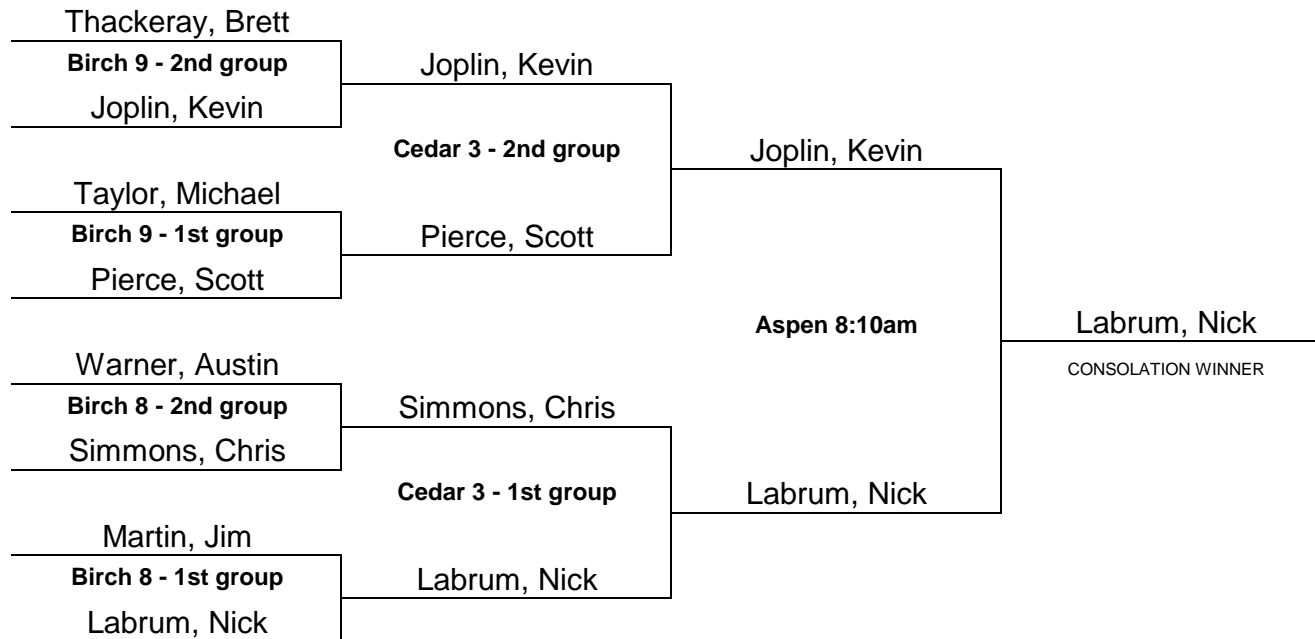 Thackeray, Brett
Birch 9 - 2nd group
Joplin, Kevin
Joplin, Kevin
Cedar 3 - 2nd group
Joplin, Kevin
Taylor, Michael
Birch 9 - 1st group
Pierce, Scott
Pierce, Scott
Aspen 8:10am
Labrum, Nick
CONSOLATION WINNER
Warner, Austin
Birch 8 - 2nd group
Simmons, Chris
Simmons, Chris
Cedar 3 - 1st group
Labrum, Nick
Martin, Jim
Birch 8 - 1st group
Labrum, Nick
Labrum, Nick